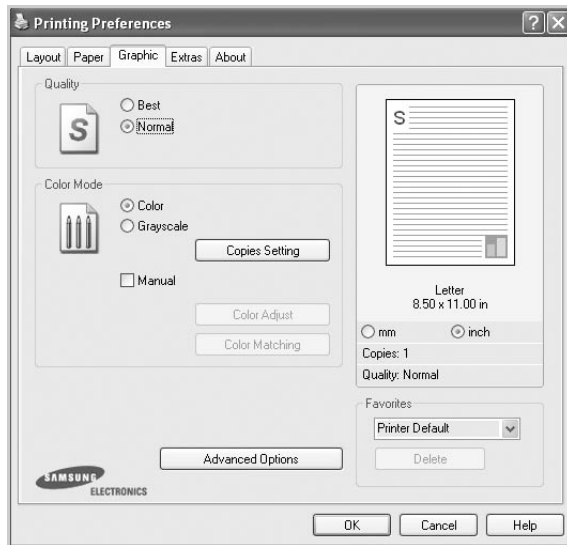 Printing Preferences
Layout Paper Graphic Extras About
Quality
Best
Normal
S
Color Mode
Color
Grayscale
Copies Setting
Manual
Color Adjust
Color Matching
Advanced Options
SAMSUNG
ELECTRONICS
S
Letter
8.50 x 11.00 in
mm inch
Copies: 1
Quality: Normal
Favorites
Printer Default
Delete
OK Cancel Help